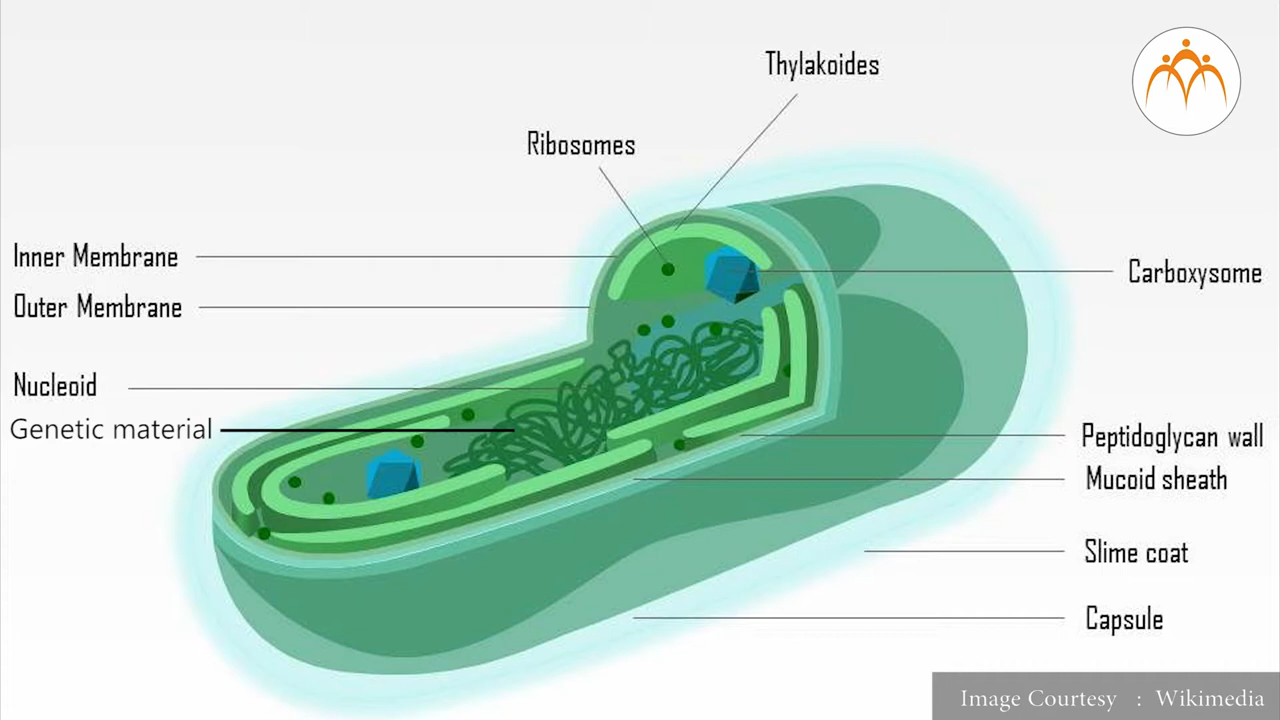 Thylakoides
Ribosomes
Inner Membrane
Outer Membrane
Carboxysome
Nucleoid
Genetic material
Peptidoglycan wall
Mucoid sheath
Slime coat
Capsule
Image Courtesy : Wikimedia